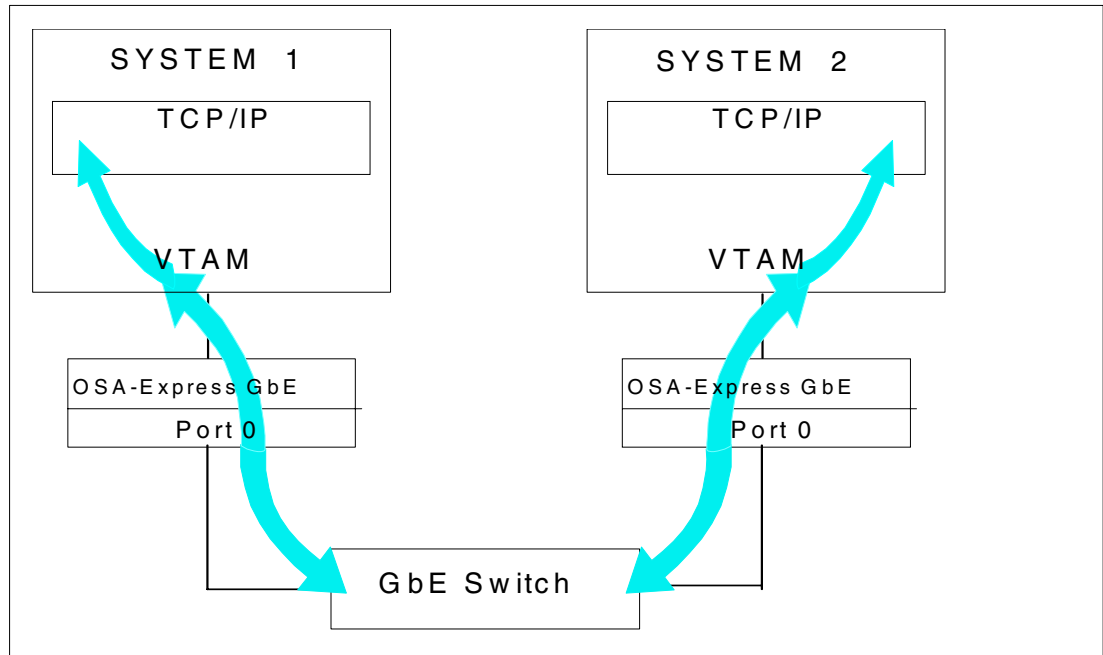 SYSTEM 1
TCP/IP
VTAM
OSA-Express GbE
Port 0
SYSTEM 2
TCP/IP
VTAM
OSA-Express GbE
Port 0
GbE Switch